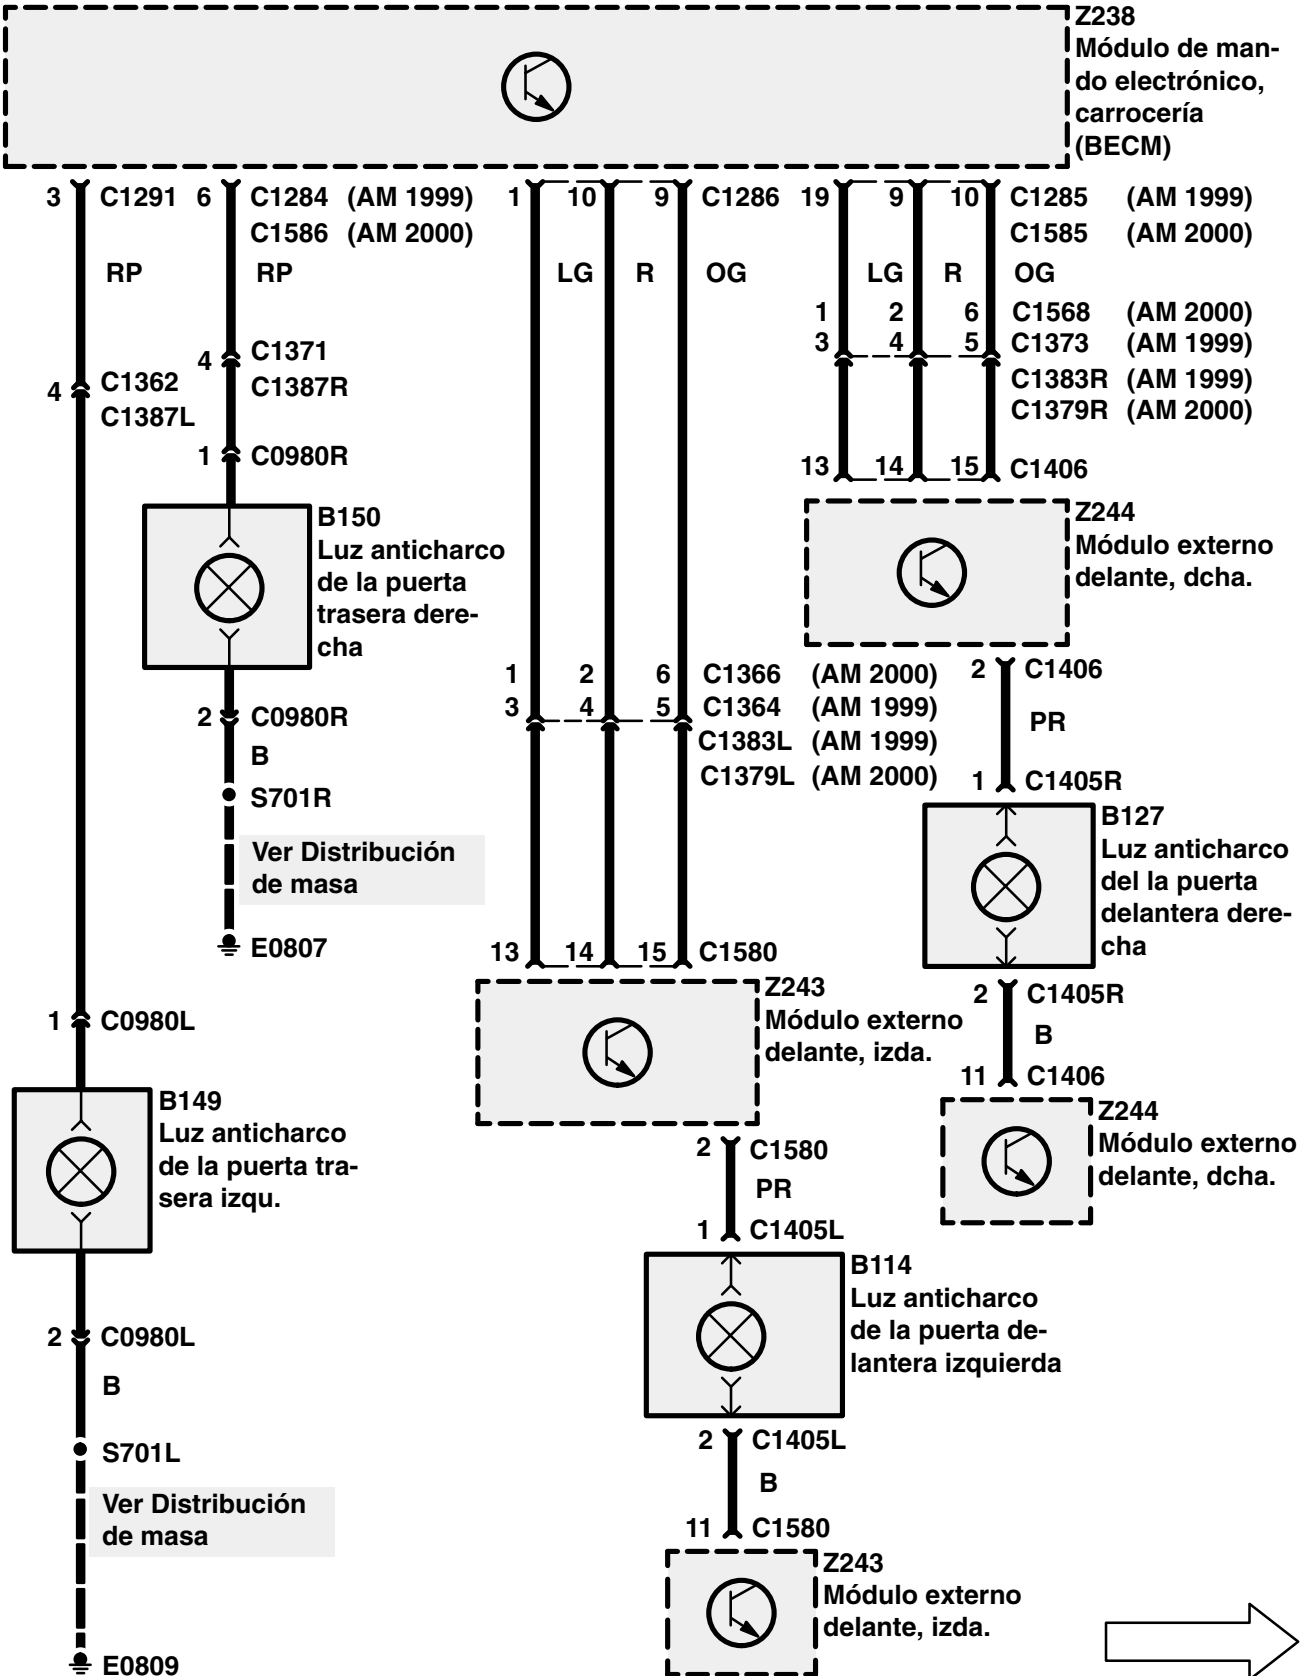 Z238
Módulo de man-
do electrónico,
carrocería
(BECM)
3 C1291 6 C1284 (AM 1999) 1 10 9 C1286 19 9 10 C1285 (AM 1999)
C1586 (AM 2000) C1585 (AM 2000)
RP RP LG R OG LG R OG
1 2 6 C1568 (AM 2000)
3 4 5 C1373 (AM 1999)
4 C1371
C1387R
4 C1362
C1387L
C1383R (AM 1999)
C1379R (AM 2000)
1 C0980R
13 14 15 C1406
B150
Luz anticharco
de la puerta
trasera dere-
cha
Z244
Módulo externo
delante, dcha.
1 2 6 C1366 (AM 2000)
3 4 5 C1364 (AM 1999)
C1383L (AM 1999)
C1379L (AM 2000)
2 C1406
PR
1 C1405R
2 C0980R
B
S701R
Ver Distribución
de masa
E0807
B127
Luz anticharco
del la puerta
delantera dere-
cha
13 14 15 C1580
Z243
Módulo externo
delante, izda.
2 C1405R
B
11 C1406
1 C0980L
B149
Luz anticharco
de la puerta tra-
sera izqu.
Z244
Módulo externo
delante, dcha.
2 C1580
PR
1 C1405L
B114
Luz anticharco
de la puerta de-
lantera izquierda
2 C0980L
B
S701L
Ver Distribución
de masa
E0809
2 C1405L
B
11 C1580
Z243
Módulo externo
delante, izda.